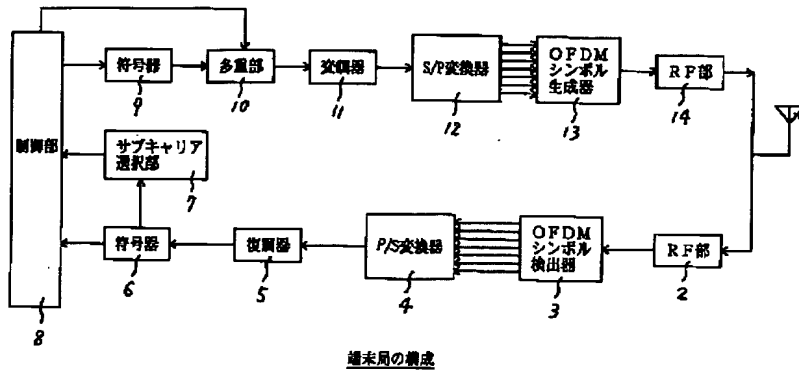 制御部
符号器
多重部
変調器
S/P変換器
OFDM
シンボル
生成器
RF部
9
10
11
12
13
14
サブキャリア
選択部
7
符号器
復調器
P/S変換器
OFDM
シンボル
検出器
RF部
6
5
4
3
2
8
端末局の構成